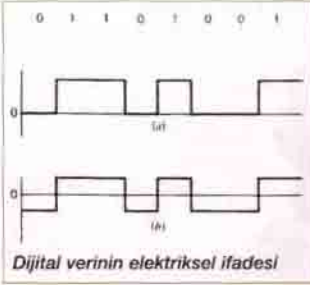 0 1 1 0 1 0 0 1
0
(a)
0
(b)
Dijital verinin elektriksel ifadesi